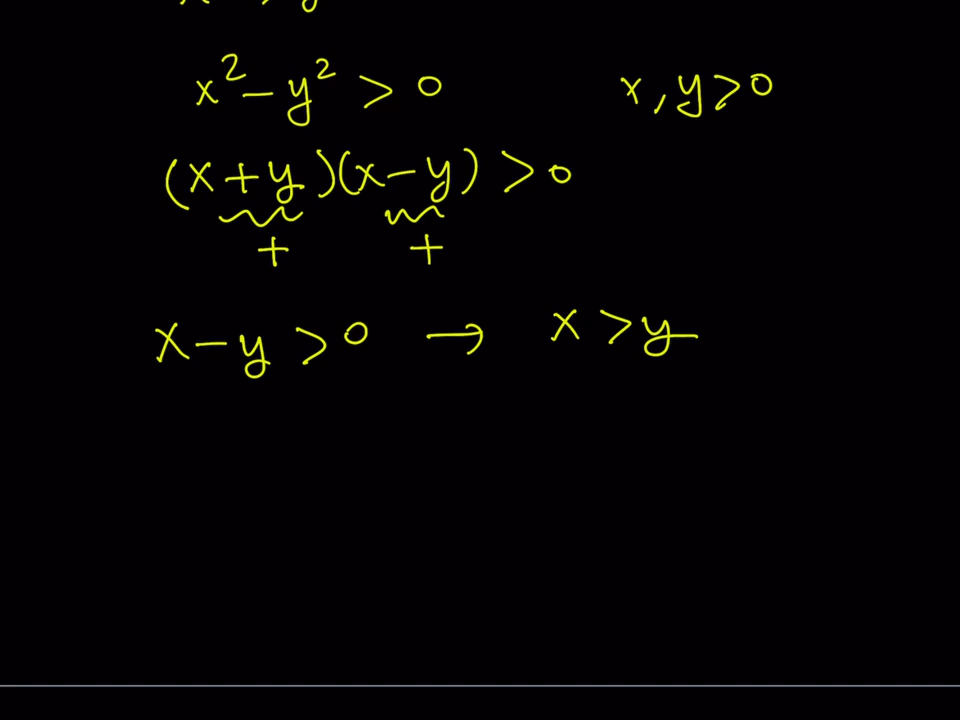 x² - y² > 0 x, y > 0
(x + y)(x - y) > 0
+ +
x - y > 0 → x > y